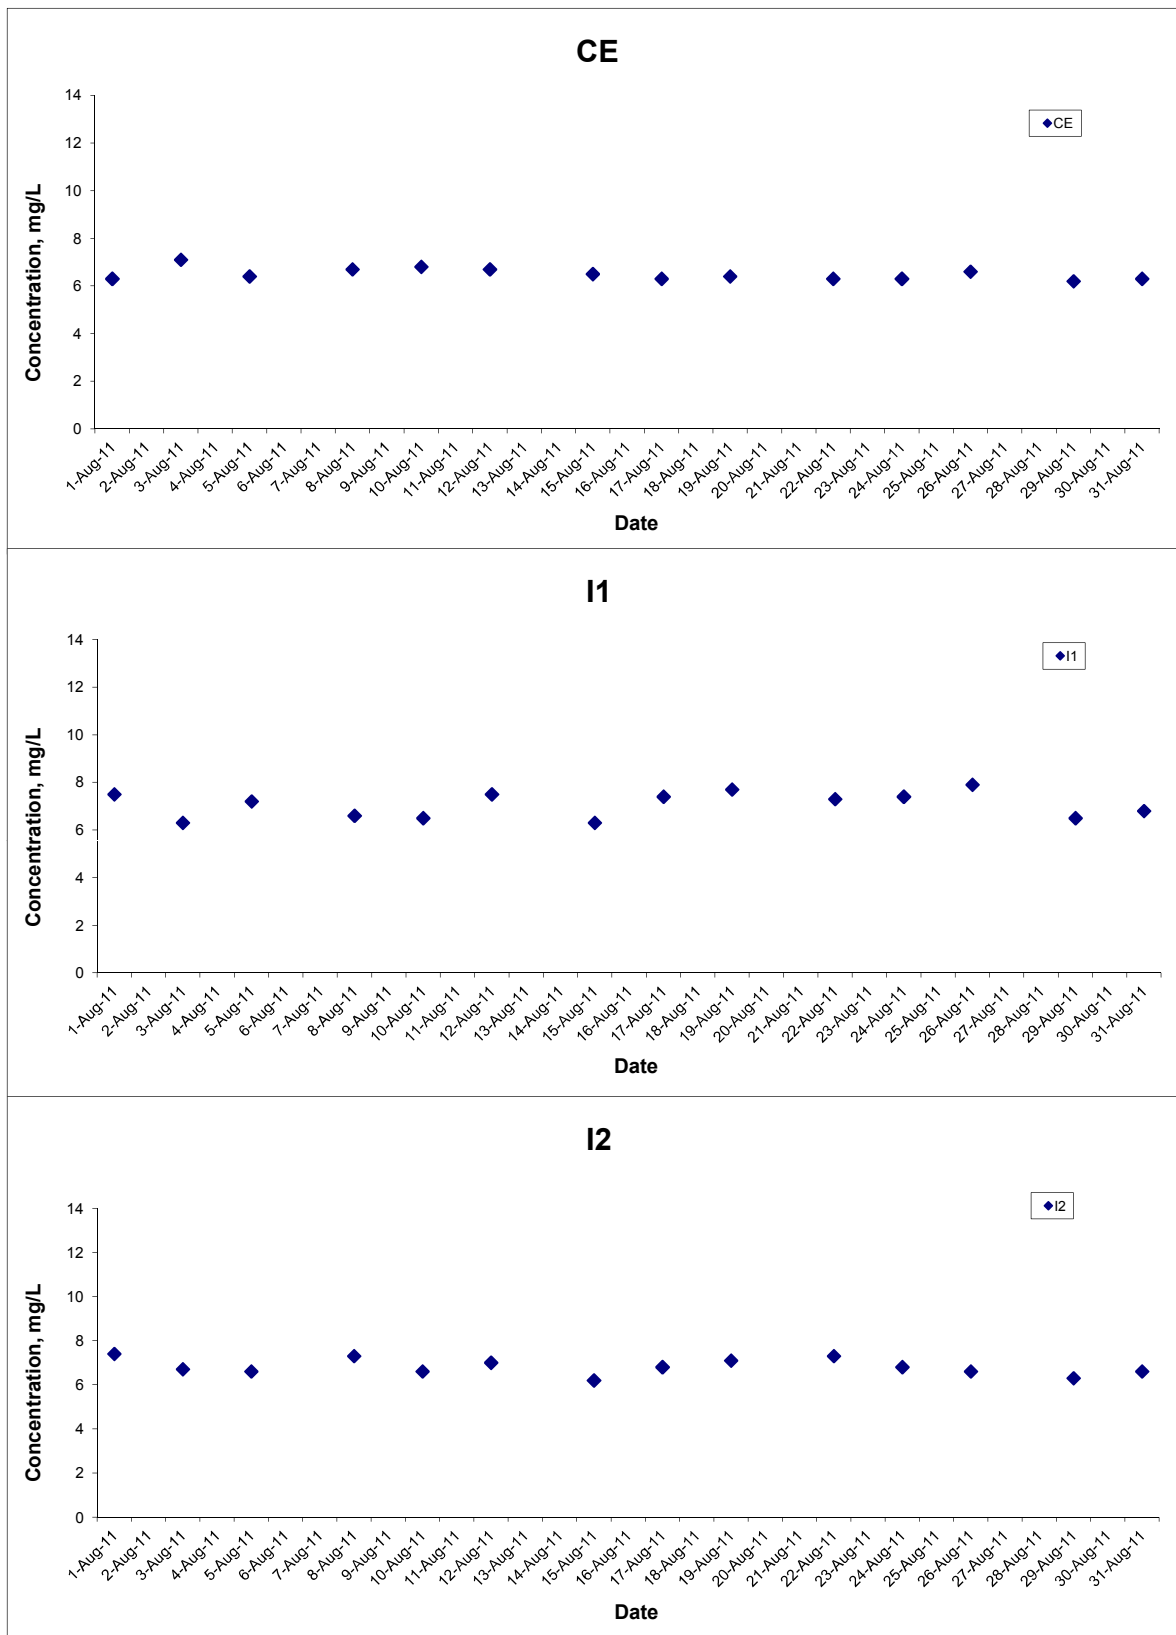 CE
14
12
10
8
6
4
2
0
Concentration, mg/L
CE
1-Aug-11
2-Aug-11
3-Aug-11
4-Aug-11
5-Aug-11
6-Aug-11
7-Aug-11
8-Aug-11
9-Aug-11
10-Aug-11
11-Aug-11
12-Aug-11
13-Aug-11
14-Aug-11
15-Aug-11
16-Aug-11
17-Aug-11
18-Aug-11
19-Aug-11
20-Aug-11
21-Aug-11
22-Aug-11
23-Aug-11
24-Aug-11
25-Aug-11
26-Aug-11
27-Aug-11
28-Aug-11
29-Aug-11
30-Aug-11
31-Aug-11
Date
I1
14
12
10
8
6
4
2
0
Concentration, mg/L
I1
1-Aug-11
2-Aug-11
3-Aug-11
4-Aug-11
5-Aug-11
6-Aug-11
7-Aug-11
8-Aug-11
9-Aug-11
10-Aug-11
11-Aug-11
12-Aug-11
13-Aug-11
14-Aug-11
15-Aug-11
16-Aug-11
17-Aug-11
18-Aug-11
19-Aug-11
20-Aug-11
21-Aug-11
22-Aug-11
23-Aug-11
24-Aug-11
25-Aug-11
26-Aug-11
27-Aug-11
28-Aug-11
29-Aug-11
30-Aug-11
31-Aug-11
Date
I2
14
12
10
8
6
4
2
0
Concentration, mg/L
I2
1-Aug-11
2-Aug-11
3-Aug-11
4-Aug-11
5-Aug-11
6-Aug-11
7-Aug-11
8-Aug-11
9-Aug-11
10-Aug-11
11-Aug-11
12-Aug-11
13-Aug-11
14-Aug-11
15-Aug-11
16-Aug-11
17-Aug-11
18-Aug-11
19-Aug-11
20-Aug-11
21-Aug-11
22-Aug-11
23-Aug-11
24-Aug-11
25-Aug-11
26-Aug-11
27-Aug-11
28-Aug-11
29-Aug-11
30-Aug-11
31-Aug-11
Date